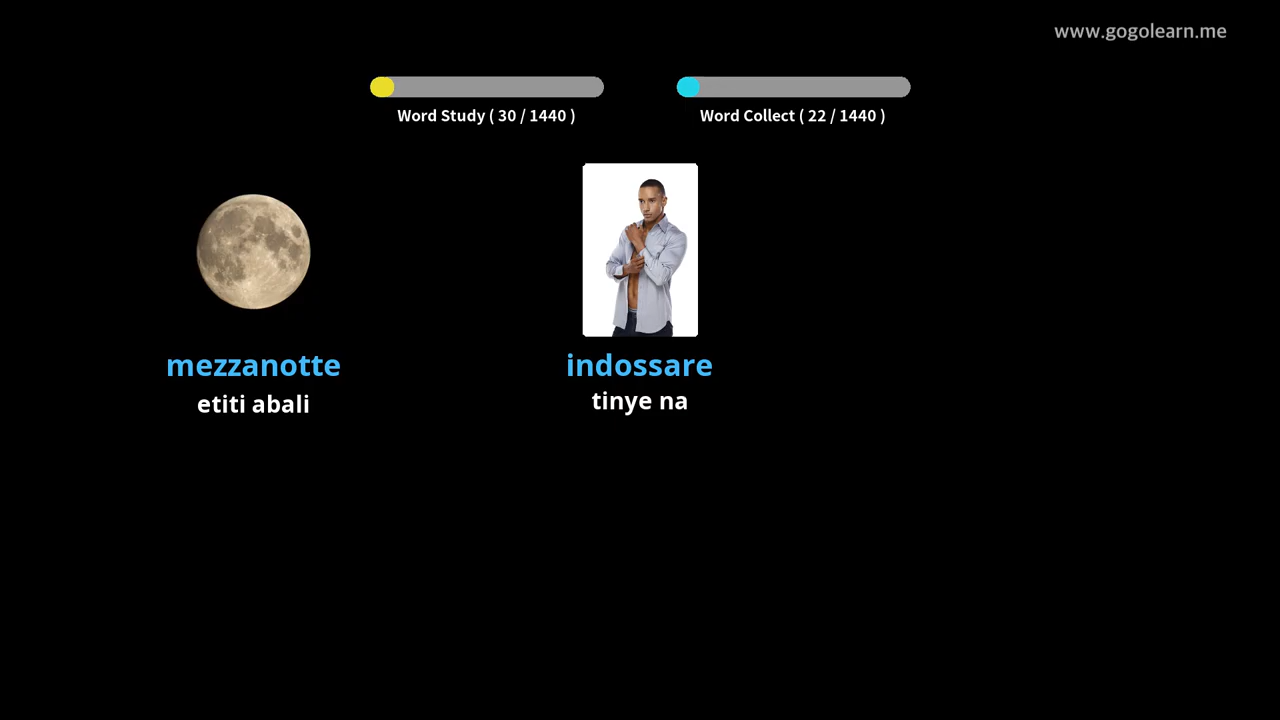 www.gogolearn.me
Word Study ( 30 / 1440 )
Word Collect ( 22 / 1440 )
mezzanotte
etiti abali
indossare
tinye na